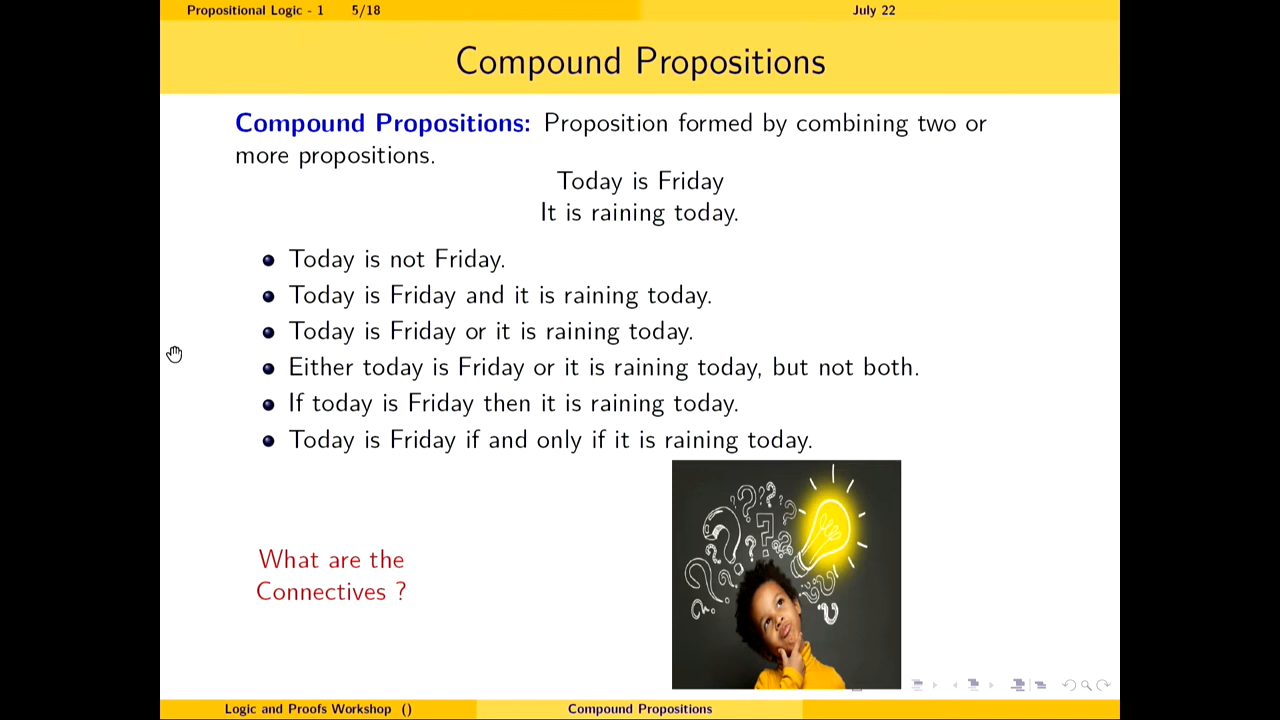 Propositional Logic - 1 5/18 July 22
Compound Propositions
Compound Propositions: Proposition formed by combining two or
more propositions.
Today is Friday
It is raining today.
Today is not Friday.
Today is Friday and it is raining today.
Today is Friday or it is raining today.
Either today is Friday or it is raining today, but not both.
If today is Friday then it is raining today.
Today is Friday if and only if it is raining today.
What are the
Connectives ?
Logic and Proofs Workshop () Compound Propositions